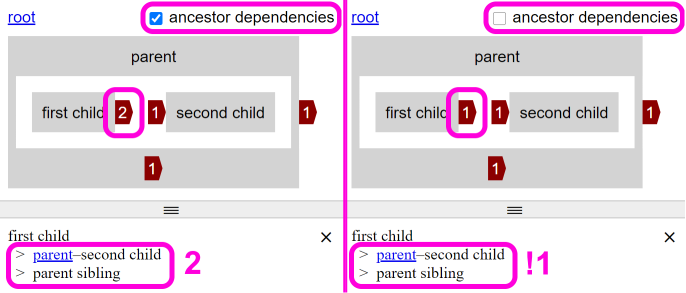 root
ancestor dependencies
parent
first child
2
1
second child
1
1
first child
×
> parent–second child
> parent sibling
2
root
ancestor dependencies
parent
first child
1
1
second child
1
1
first child
×
> parent–second child
> parent sibling
!1